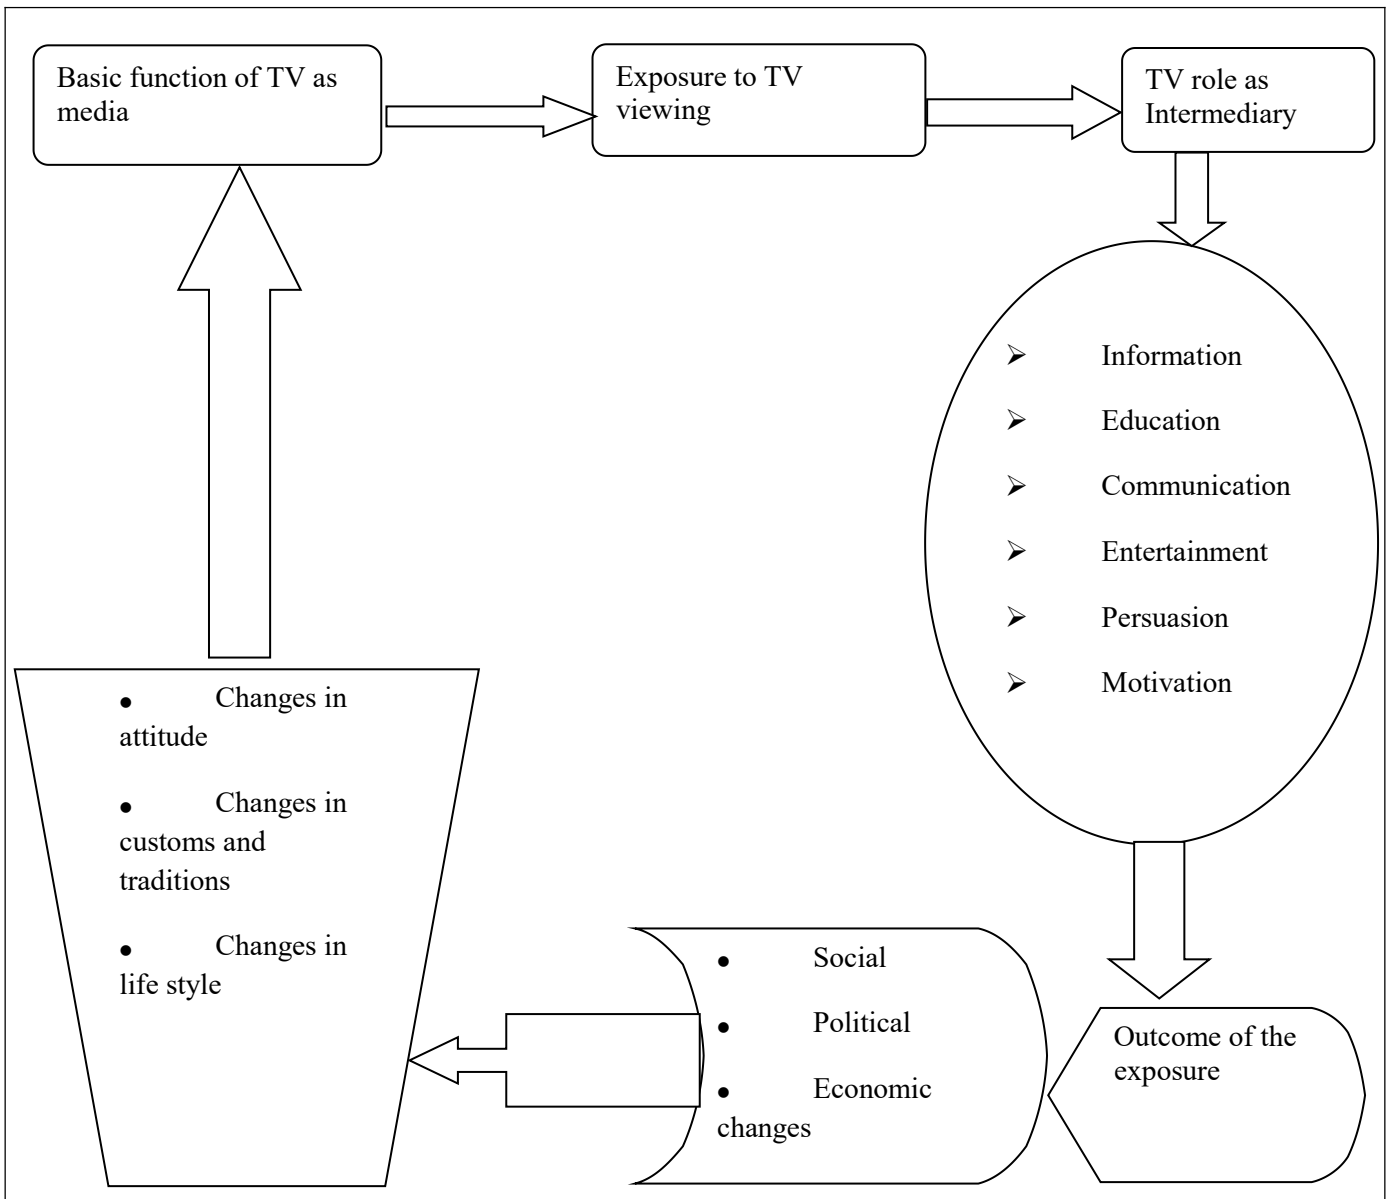 Basic function of TV as
media
Exposure to TV
viewing
TV role as
Intermediary
➢ Information
➢ Education
➢ Communication
➢ Entertainment
➢ Persuasion
➢ Motivation
Outcome of the
exposure
• Social
• Political
• Economic
changes
• Changes in
attitude
• Changes in
customs and
traditions
• Changes in
life style